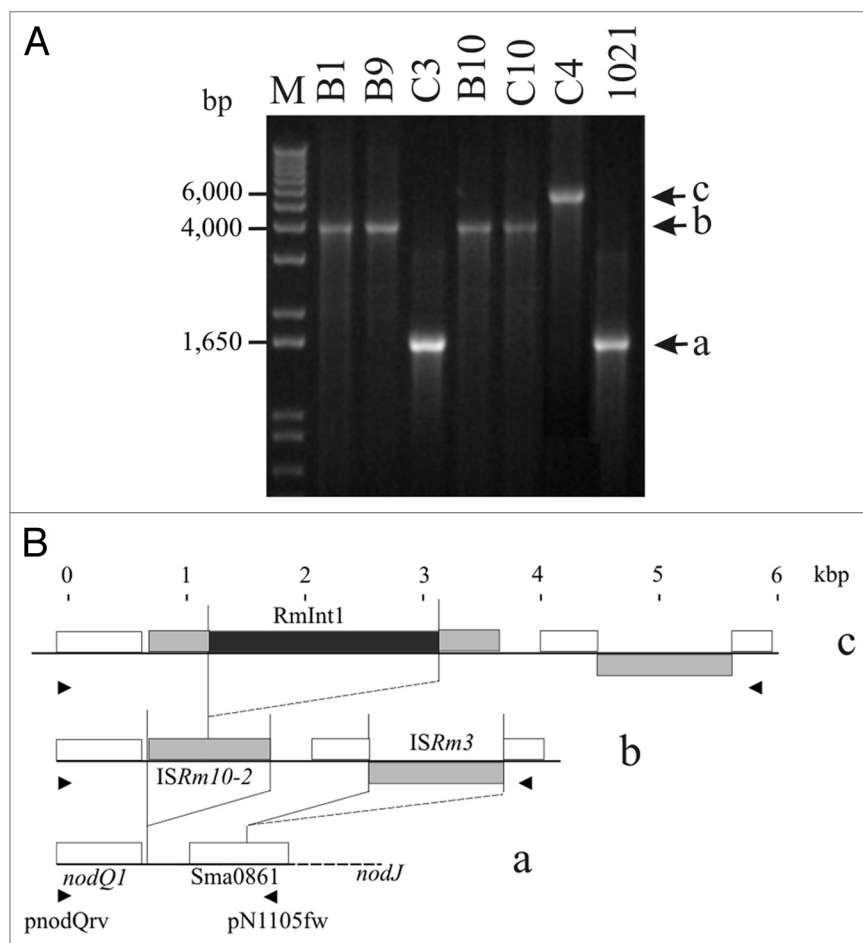 A
bp M B1 B9 C3 B10 C10 C4 1021
6,000 c
4,000 b
1,650 a
B
0 1 2 3 4 5 6 kbp
RmInt1
c
ISRm3
b
ISRm10-2
a
nodQ1 Sma0861 nodJ
pnodQrv pN1105fw